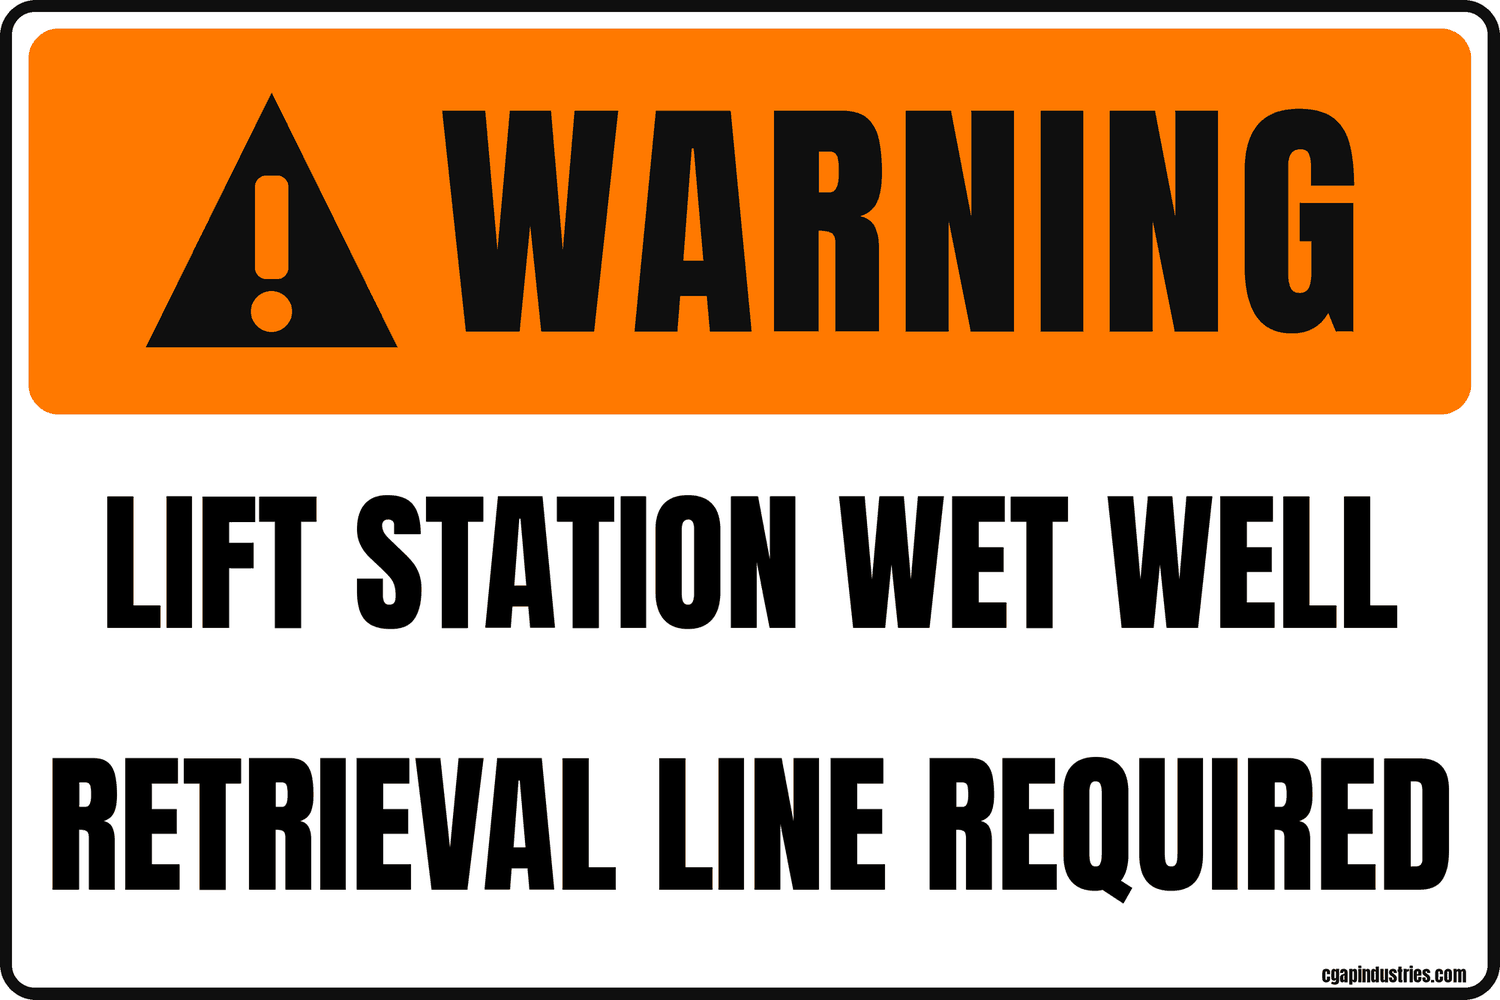 WARNING
LIFT STATION WET WELL
RETRIEVAL LINE REQUIRED
cgapindustries.com